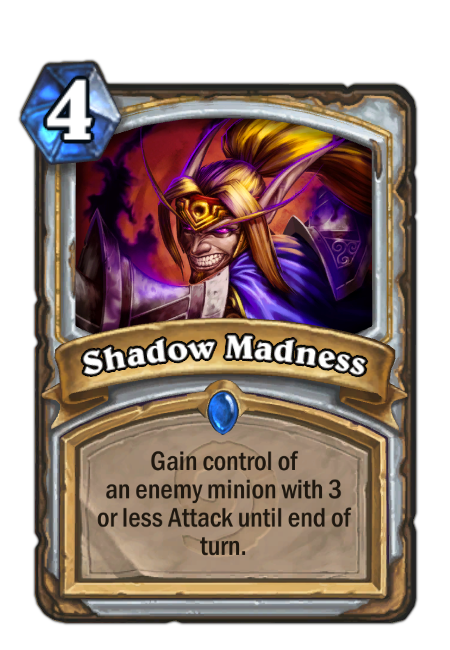 4
Shadow Madness
Gain control of
an enemy minion with 3
or less Attack until end of
turn.